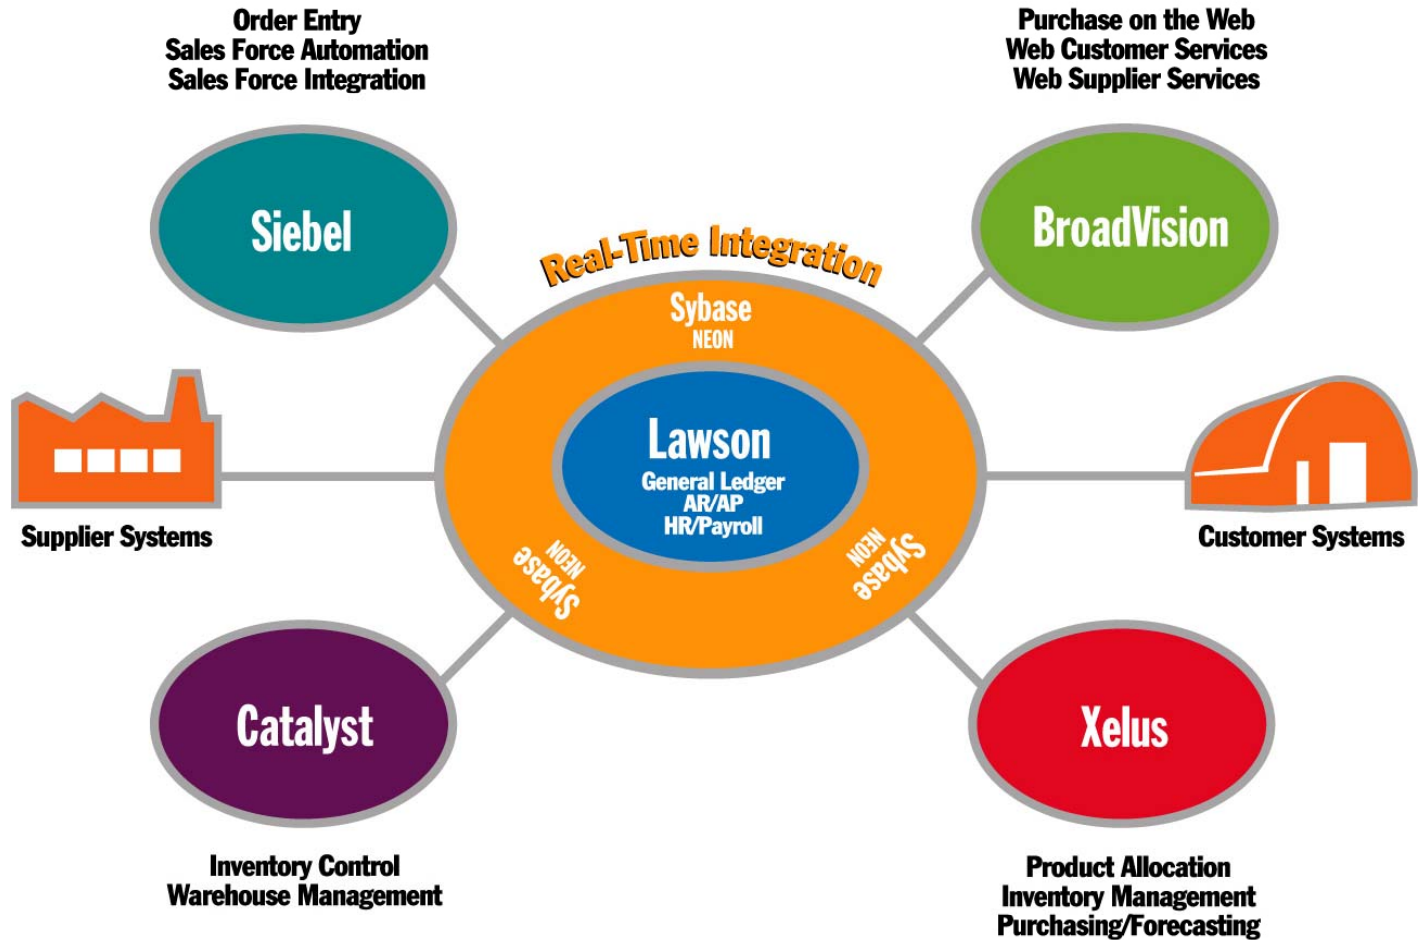 Order Entry
Sales Force Automation
Sales Force Integration
Purchase on the Web
Web Customer Services
Web Supplier Services
Siebel
BroadVision
Real-Time Integration
Sybase
NEON
Lawson
General Ledger
AR/AP
HR/Payroll
Supplier Systems
Customer Systems
Sybase
NEON
Sybase
NEON
Catalyst
Xelus
Inventory Control
Warehouse Management
Product Allocation
Inventory Management
Purchasing/Forecasting